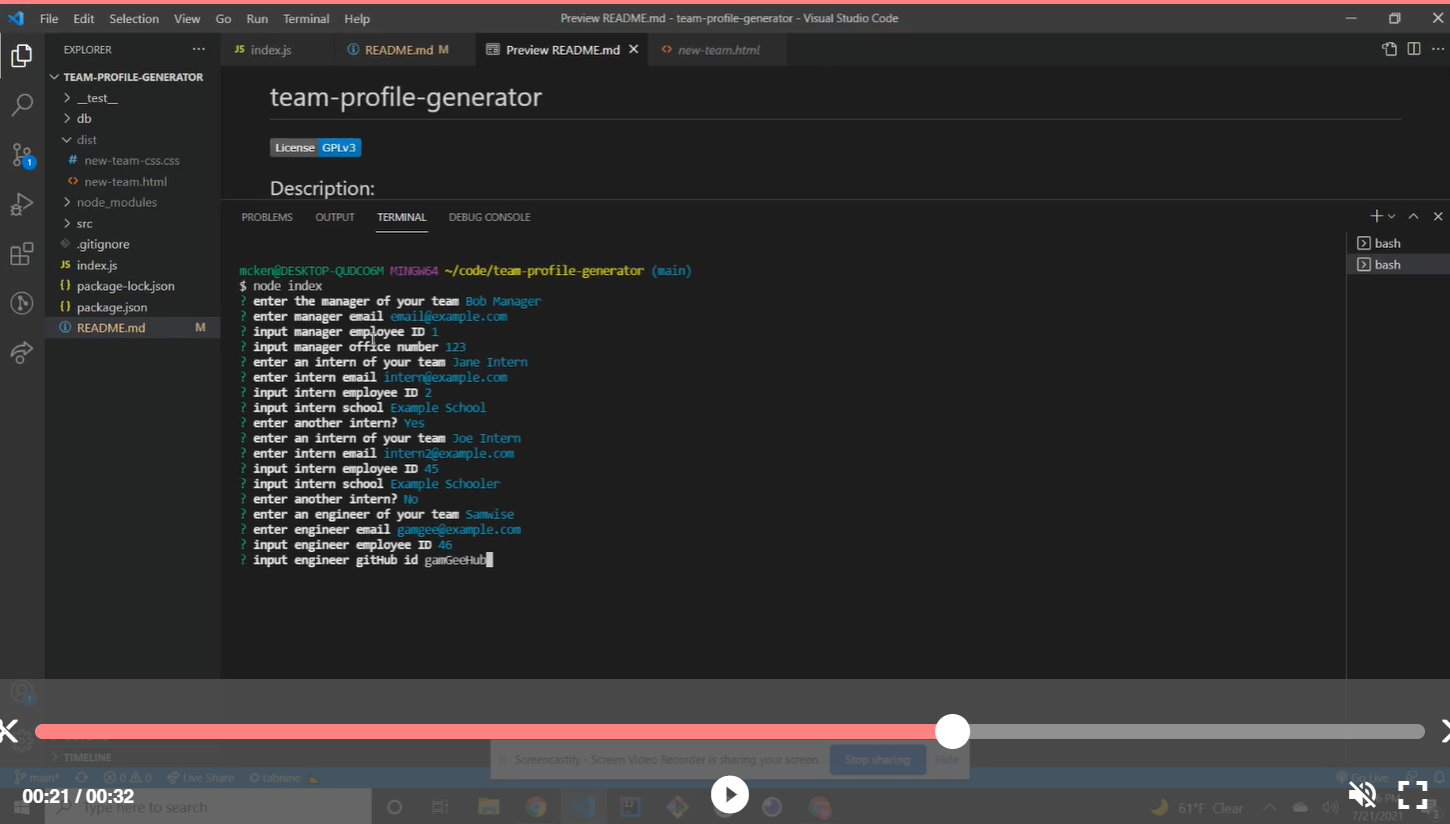 File Edit Selection View Go Run Terminal Help
Preview README.md - team-profile-generator - Visual Studio Code
EXPLORER
JS index.js
README.md M
Preview README.md
new-team.html
TEAM-PROFILE-GENERATOR
__test__
db
dist
# new-team-css.css
new-team.html
node_modules
src
.gitignore
JS index.js
{} package-lock.json
{} package.json
README.md M
1
team-profile-generator
License GPLv3
Description:
PROBLEMS OUTPUT TERMINAL DEBUG CONSOLE
bash
bash
mcken@DESKTOP-QUDCO6M MINGW64 ~/code/team-profile-generator (main)
$ node index
? enter the manager of your team Bob Manager
? enter manager email email@example.com
? input manager employee ID 1
? input manager office number 123
? enter an intern of your team Jane Intern
? enter intern email intern@example.com
? input intern employee ID 2
? input intern school Example School
? enter another intern? Yes
? enter an intern of your team Joe Intern
? enter intern email intern2@example.com
? input intern employee ID 45
? input intern school Example Schooler
? enter another intern? No
? enter an engineer of your team Samwise
? enter engineer email gamgee@example.com
? input engineer employee ID 46
? input engineer gitHub id gamGeeHub
1
TIMELINE
Screencastify - Screen Video Recorder is sharing your screen.
Stop sharing
Hide
main* 0 0 Live Share tabnine
Go Live
00:21 / 00:32
Type here to search
61°F Clear
7/21/2021
3